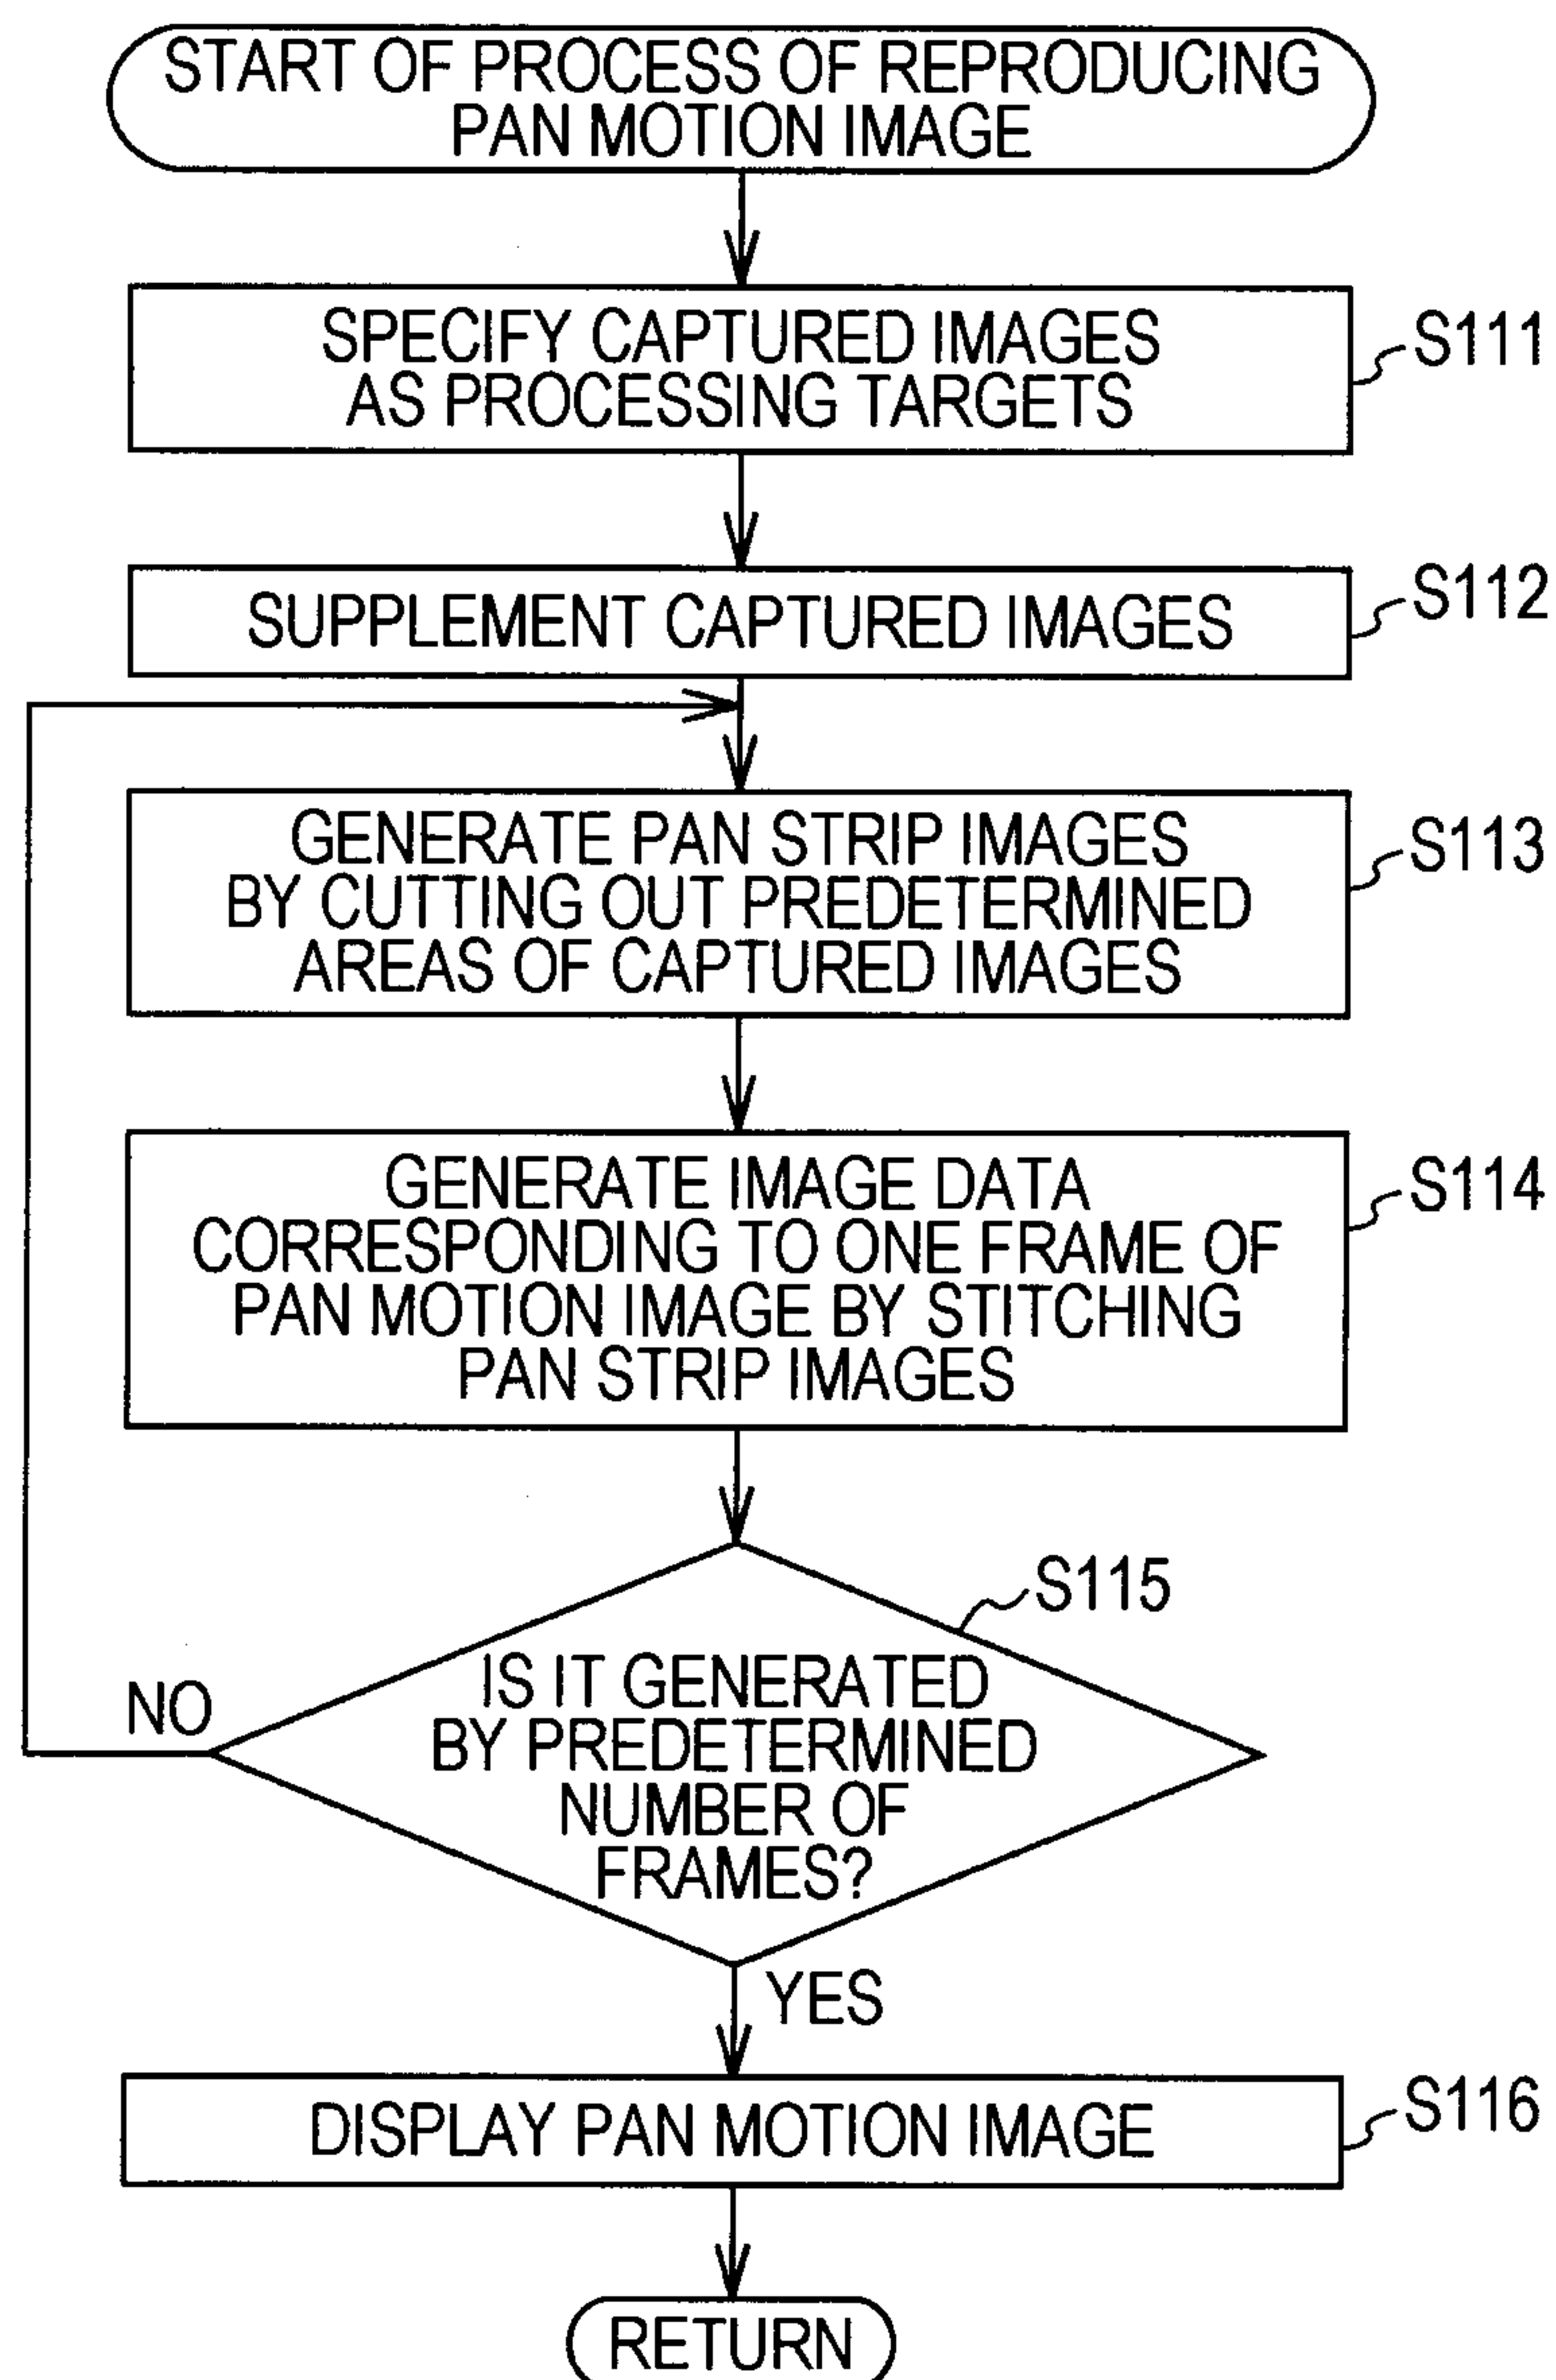 START OF PROCESS OF REPRODUCING
PAN MOTION IMAGE
SPECIFY CAPTURED IMAGES
AS PROCESSING TARGETS
S111
SUPPLEMENT CAPTURED IMAGES
S112
GENERATE PAN STRIP IMAGES
BY CUTTING OUT PREDETERMINED
AREAS OF CAPTURED IMAGES
S113
GENERATE IMAGE DATA
CORRESPONDING TO ONE FRAME OF
PAN MOTION IMAGE BY STITCHING
PAN STRIP IMAGES
S114
S115
IS IT GENERATED
BY PREDETERMINED
NUMBER OF
FRAMES?
NO
YES
DISPLAY PAN MOTION IMAGE
S116
RETURN